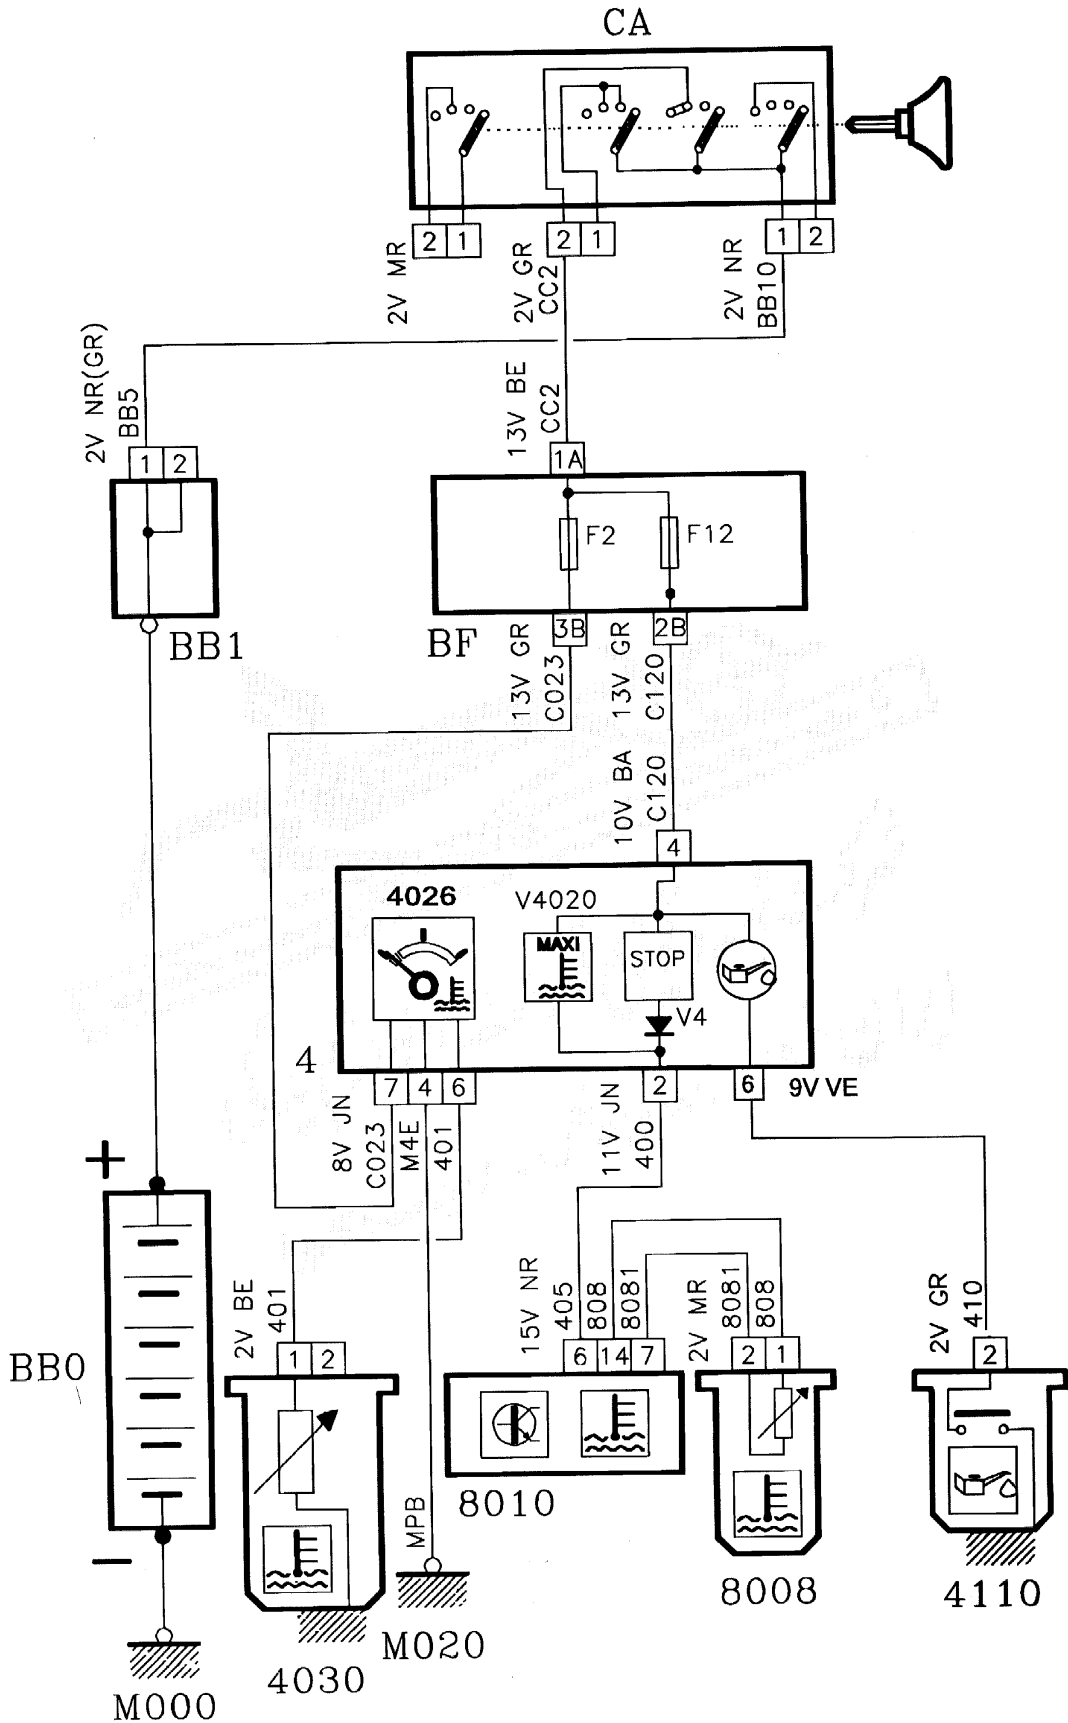 CA
2 1
2 1
1 2
2V MR
2V GR
CC2
2V NR
BB10
2V NR(GR)
BB5
13V BE
CC2
1 2
1A
F2
F12
BB1
BF
3B
2B
13V GR
C023
13V GR
C120
10V BA
C120
4
4026
V4020
MAXI
STOP
V4
4
7 4 6
2
6
9V VE
8V JN
C023
M4E
401
11V JN
400
+
2V BE
401
15V NR
405
808
8081
2V MR
8081
808
2V GR
410
BB0
1 2
6 14 7
2 1
2
8010
MPB
−
8008
4110
M020
4030
M000